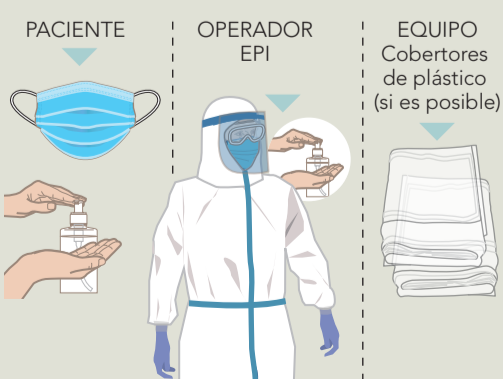 PACIENTE
OPERADOR
EPI
EQUIPO
Cobertores
de plástico
(si es posible)